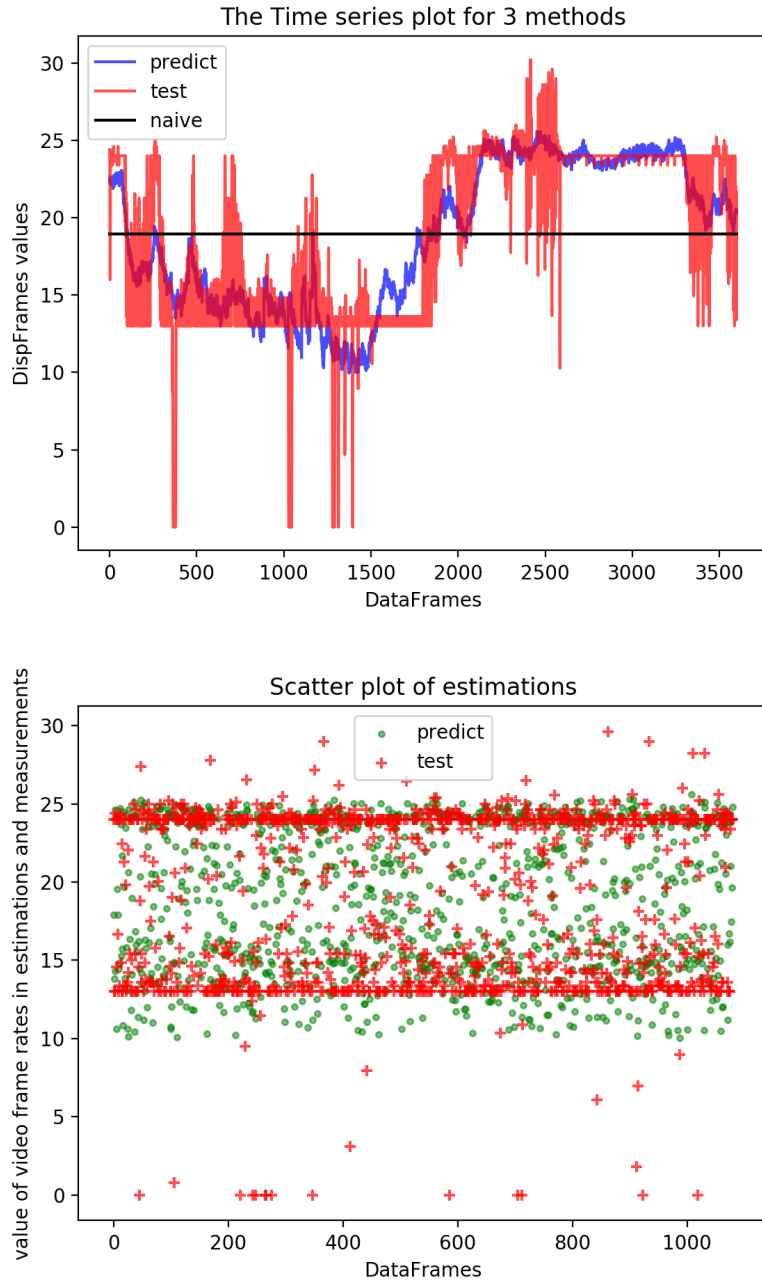 The Time series plot for 3 methods
predict
test
naive
30
25
20
15
10
5
0
DispFrames values
0 500 1000 1500 2000 2500 3000 3500
DataFrames
Scatter plot of estimations
predict
test
30
25
20
15
10
5
0
value of video frame rates in estimations and measurements
0 200 400 600 800 1000
DataFrames